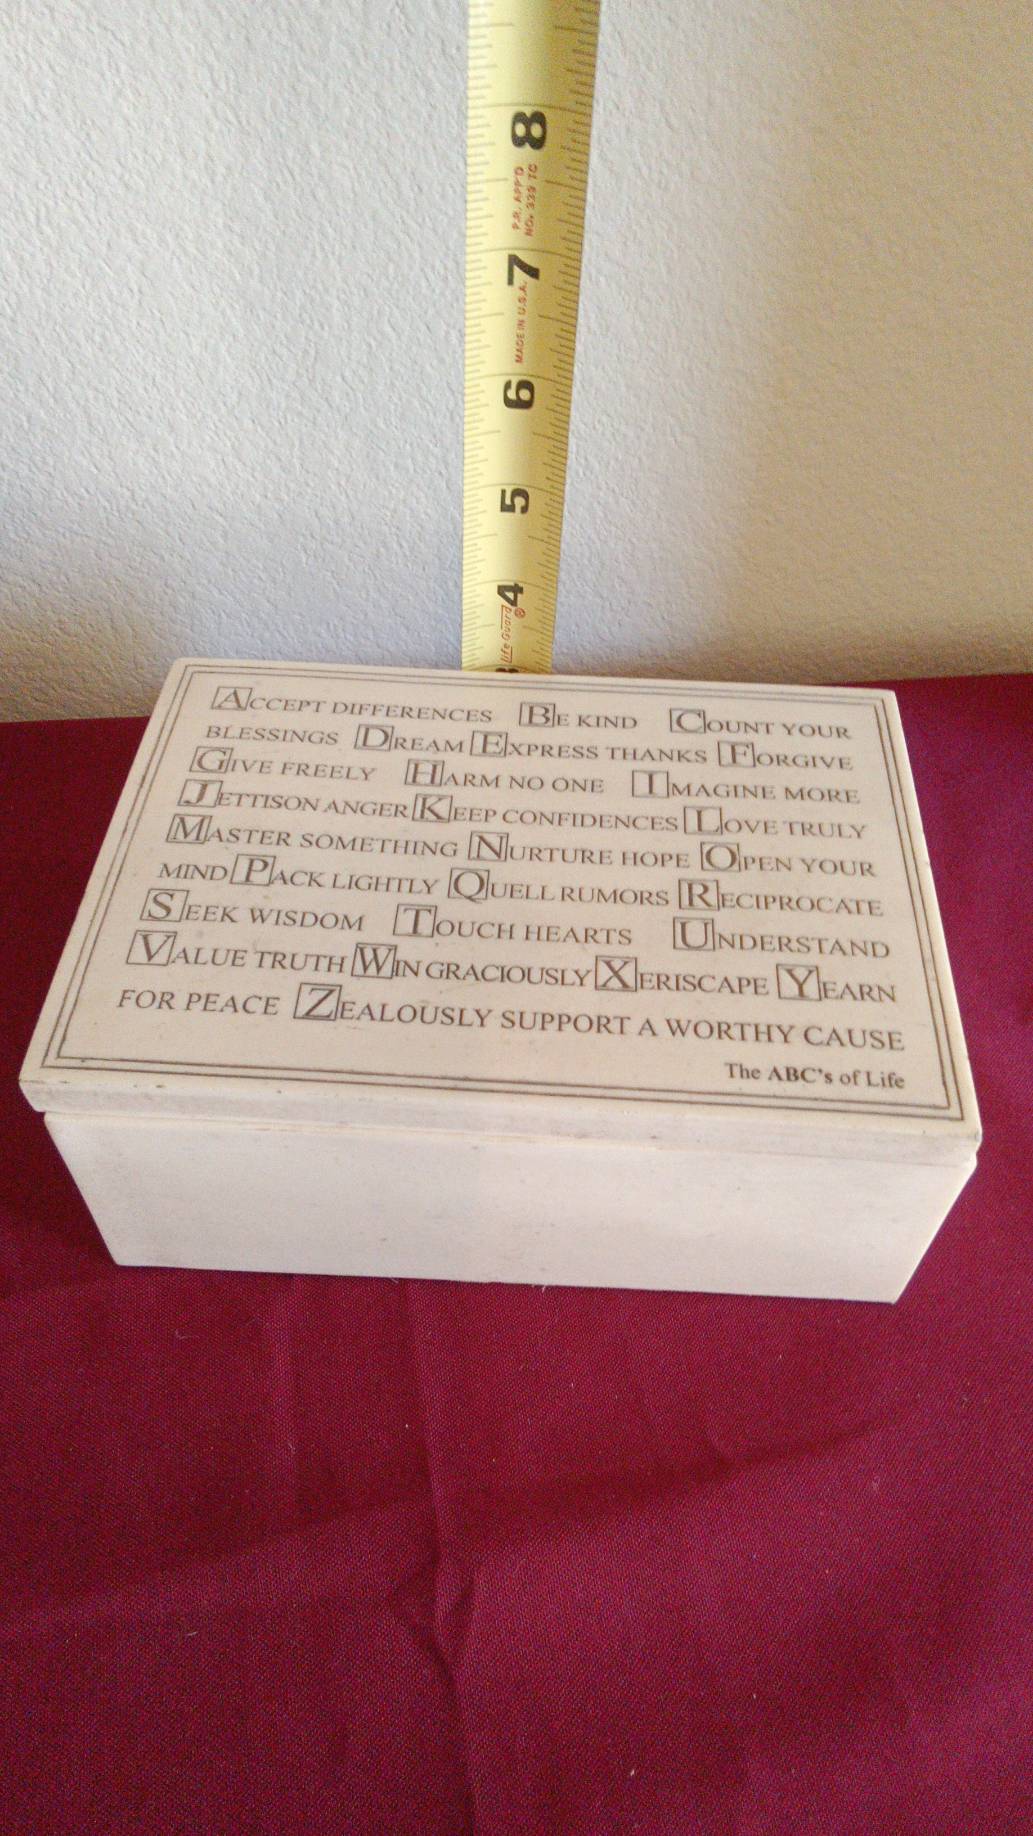 8
P.R. APP'D
NO. 339 TC
7
MADE IN U.S.A.
6
5
4
Life Guard®
ACCEPT DIFFERENCES BE KIND COUNT YOUR
BLESSINGS DREAM EXPRESS THANKS FORGIVE
GIVE FREELY HARM NO ONE IMAGINE MORE
JETTISON ANGER KEEP CONFIDENCES LOVE TRULY
MASTER SOMETHING NURTURE HOPE OPEN YOUR
MIND PACK LIGHTLY QUELL RUMORS RECIPROCATE
SEEK WISDOM TOUCH HEARTS UNDERSTAND
VALUE TRUTH WIN GRACIOUSLY XERISCAPE YEARN
FOR PEACE ZEALOUSLY SUPPORT A WORTHY CAUSE
The ABC's of Life